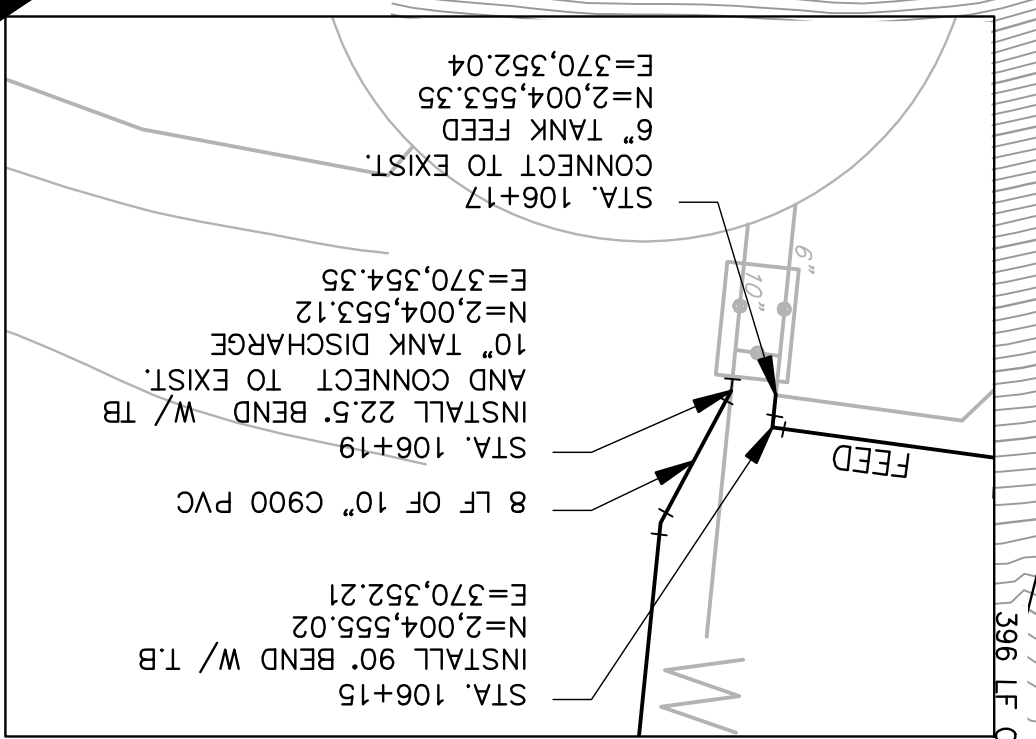 STA. 106+15
INSTALL 90° BEND W/ T.B
N=2,004,555.02
E=370,352.21
8 LF OF 10" C900 PVC
STA. 106+19
INSTALL 22.5° BEND W/ TB
AND CONNECT TO EXIST.
10" TANK DISCHARGE
N=2,004,553.12
E=370,354.35
STA. 106+17
CONNECT TO EXIST.
6" TANK FEED
N=2,004,553.35
E=370,352.04
FEED
W
10"
6"
396 LF